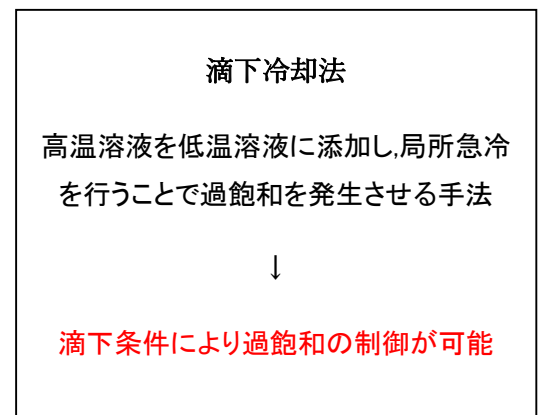 滴下冷却法
高温溶液を低温溶液に添加し,局所急冷
を行うことで過飽和を発生させる手法
↓
滴下条件により過飽和の制御が可能